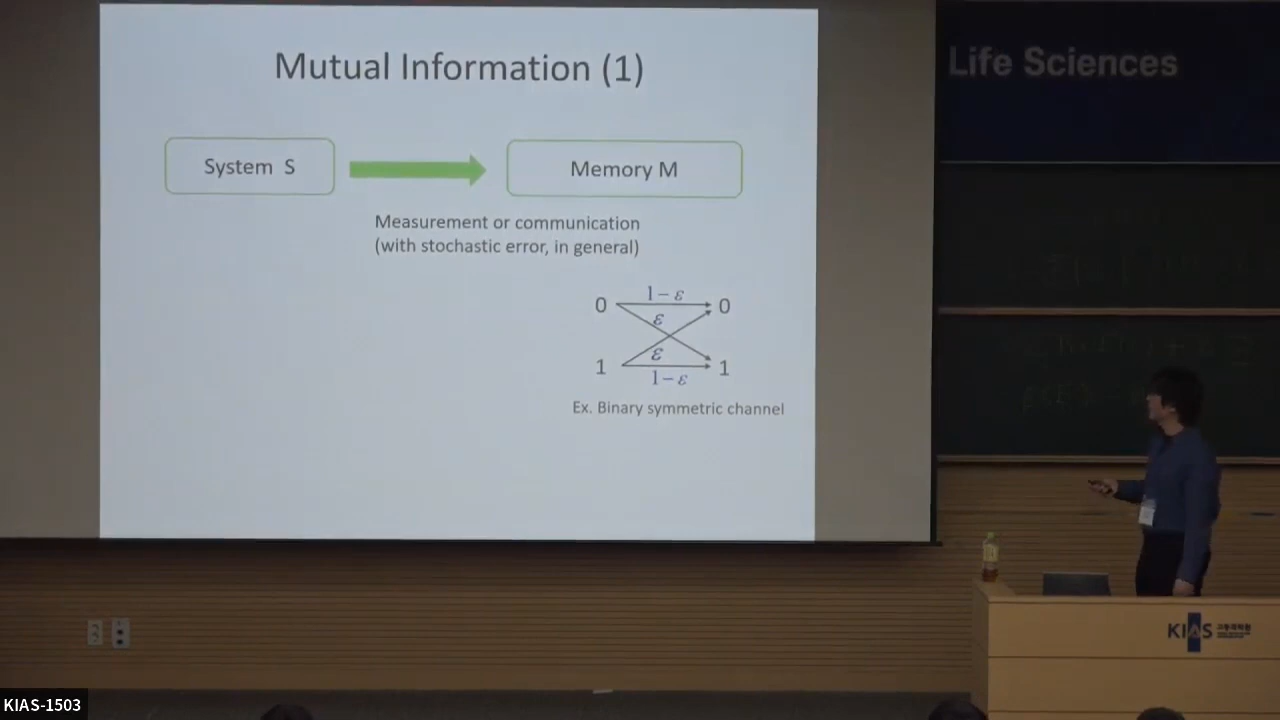 Mutual Information (1)
Life Sciences
System S
Memory M
Measurement or communication
(with stochastic error, in general)
0
1−ε
0
ε
ε
1
1−ε
1
Ex. Binary symmetric channel
KIAS
KIAS-1503